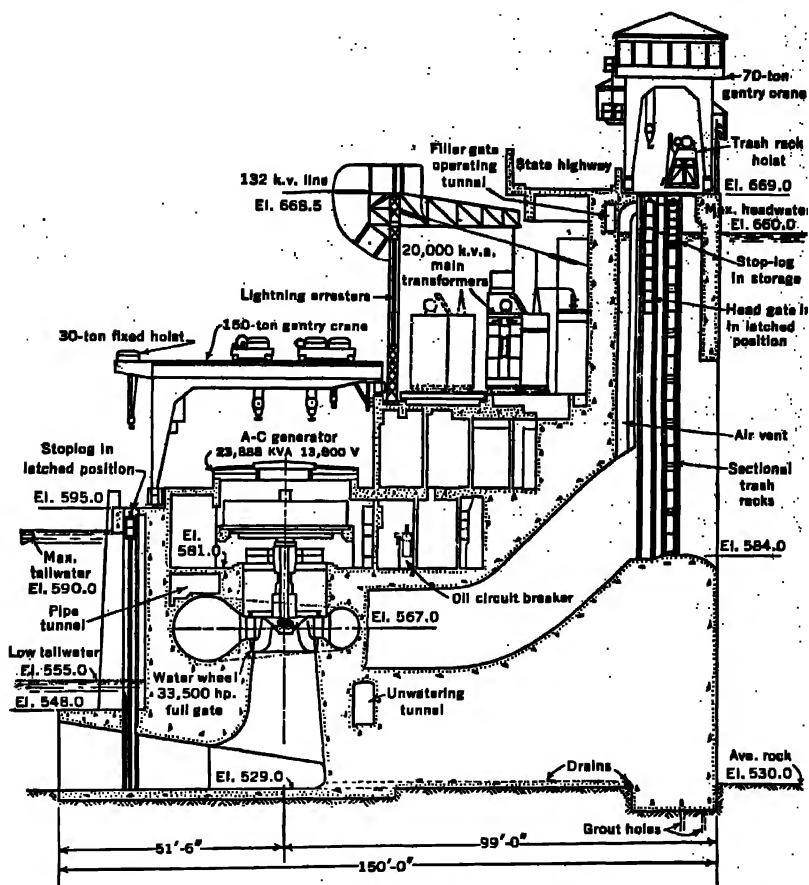 70-ton
gantry crane
Trash rack
hoist
El. 669.0
Max. headwater
El. 660.0
Stop-log
in storage
Head gate in
in latched
position
Air vent
Sectional
trash
racks
El. 584.0
Filler gate
operating
tunnel
State highway
132 k.v. line
El. 668.5
20,000 k.v.a.
main
transformers
Lightning arresters
30-ton fixed hoist
150-ton gantry crane
A-C generator
23,888 KVA 13,800 V
Stoplog in
latched position
El. 595.0
Max.
tailwater
El. 590.0
El.
581.0
Pipe
tunnel
Oil circuit breaker
El. 567.0
Low tailwater
El. 555.0
El. 548.0
Water wheel
33,500 hp.
full gate
Unwatering
tunnel
El. 529.0
Drains
Ave. rock
El. 530.0
Grout holes
51'-6"
99'-0"
150'-0"